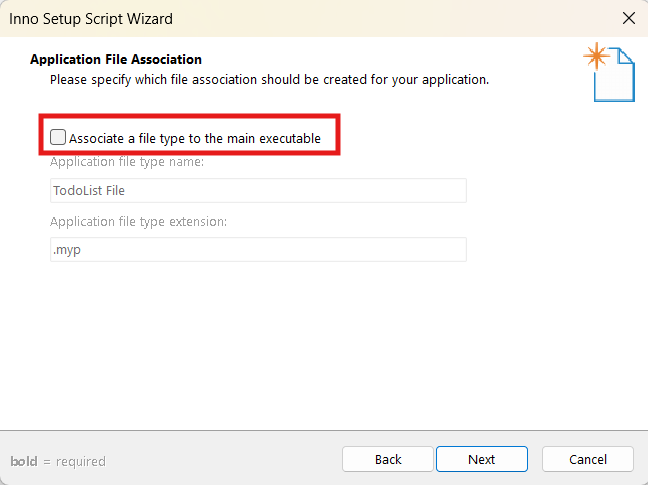 Inno Setup Script Wizard
Application File Association
Please specify which file association should be created for your application.
Associate a file type to the main executable
Application file type name:
TodoList File
Application file type extension:
.myp
bold = required
Back
Next
Cancel